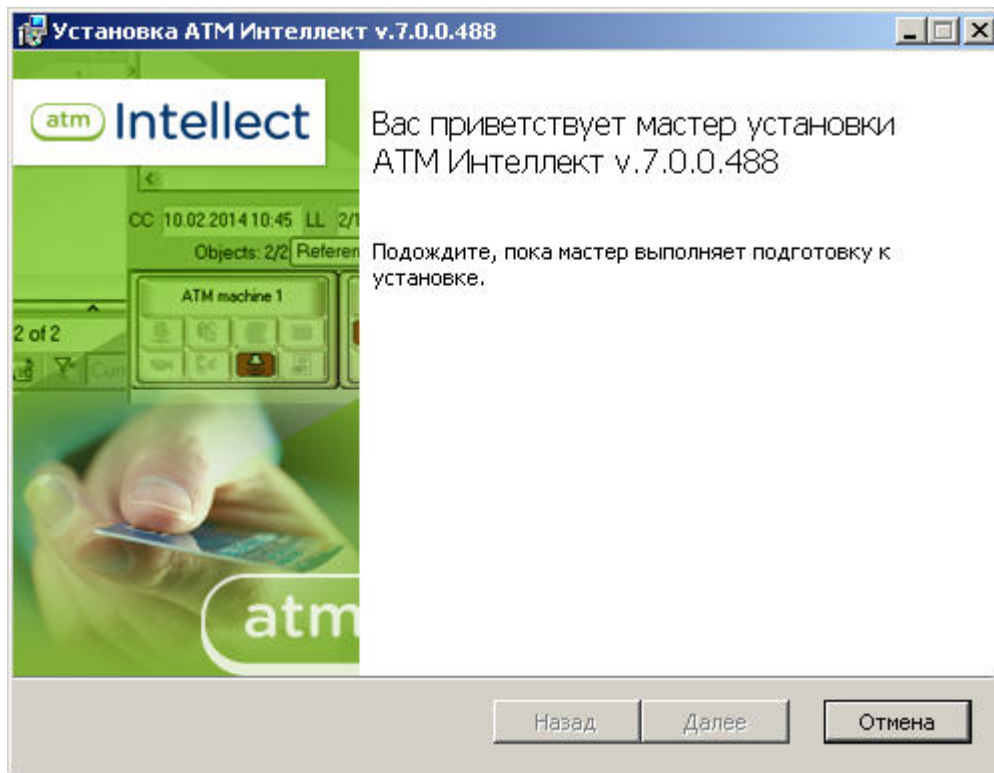 Установка АТМ Интеллект v.7.0.0.488
atm Intellect
Вас приветствует мастер установки
АТМ Интеллект v.7.0.0.488
CC 10.02.2014 10:45 LL 2/1
Objects: 2/2
Подождите, пока мастер выполняет подготовку к
установке.
ATM machine 1
2 of 2
atm
Назад Далее Отмена